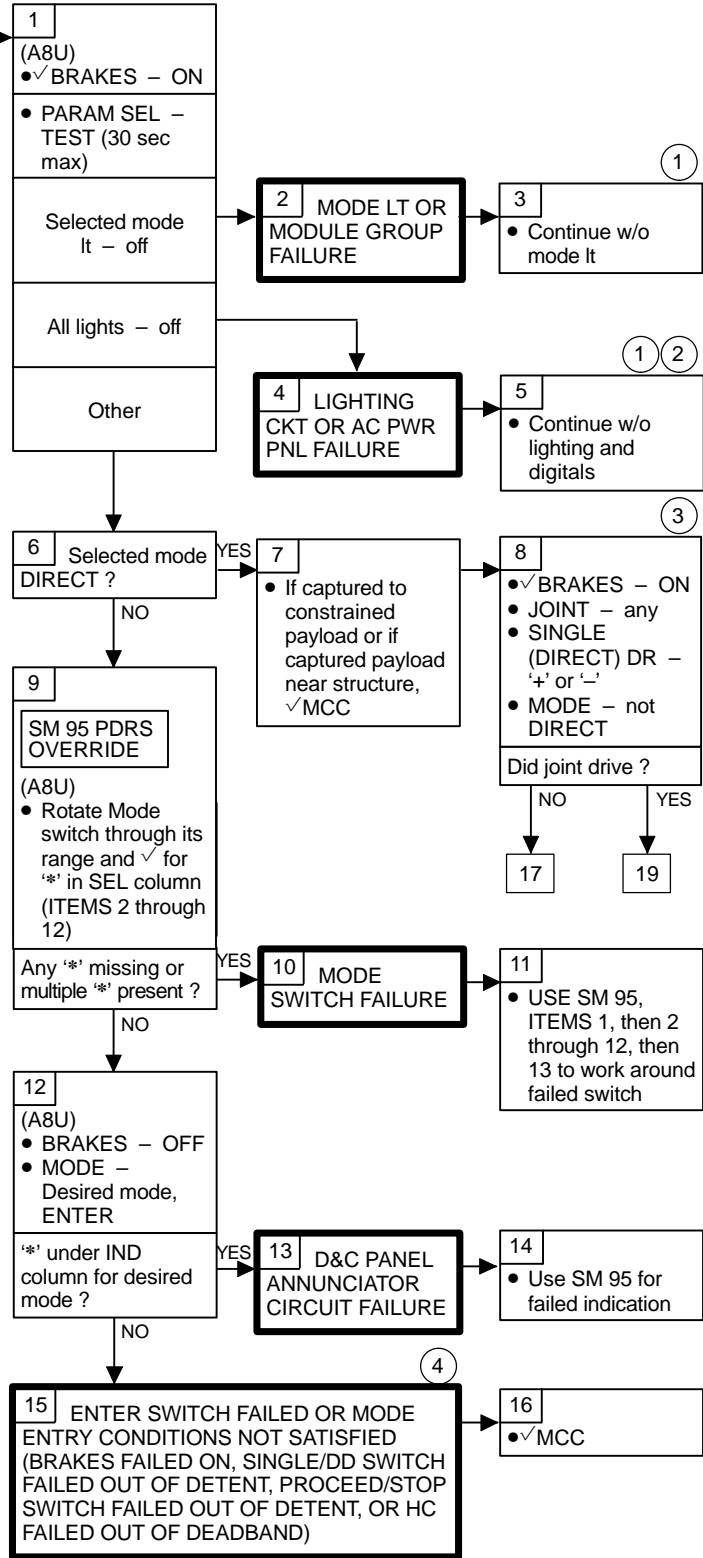 1
(A8U)
●√BRAKES – ON
● PARAM SEL –
TEST (30 sec
max)
Selected mode
lt – off
All lights – off
Other
2 MODE LT OR
MODULE GROUP
FAILURE
1
3
● Continue w/o
mode lt
4 LIGHTING
CKT OR AC PWR
PNL FAILURE
1 2
5
● Continue w/o
lighting and
digitals
6 Selected mode
DIRECT ?
YES
NO
7
● If captured to
constrained
payload or if
captured payload
near structure,
√MCC
3
8
●√BRAKES – ON
● JOINT – any
● SINGLE
(DIRECT) DR –
‘+’ or ‘–’
● MODE – not
DIRECT
Did joint drive ?
NO YES
17 19
9
SM 95 PDRS
OVERRIDE
(A8U)
● Rotate Mode
switch through its
range and √ for
‘*’ in SEL column
(ITEMS 2 through
12)
Any ‘*’ missing or
multiple ‘*’ present ?
YES
NO
10 MODE
SWITCH FAILURE
11
● USE SM 95,
ITEMS 1, then 2
through 12, then
13 to work around
failed switch
12
(A8U)
● BRAKES – OFF
● MODE –
Desired mode,
ENTER
‘*’ under IND
column for desired
mode ?
YES
NO
13 D&C PANEL
ANNUNCIATOR
CIRCUIT FAILURE
14
● Use SM 95 for
failed indication
4
15 ENTER SWITCH FAILED OR MODE
ENTRY CONDITIONS NOT SATISFIED
(BRAKES FAILED ON, SINGLE/DD SWITCH
FAILED OUT OF DETENT, PROCEED/STOP
SWITCH FAILED OUT OF DETENT, OR HC
FAILED OUT OF DEADBAND)
16
●√MCC